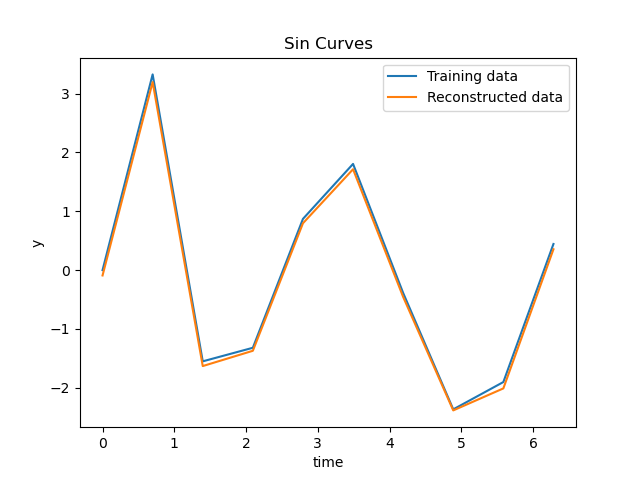 Sin Curves
Training data
Reconstructed data
3
2
1
0
−1
−2
y
0 1 2 3 4 5 6
time